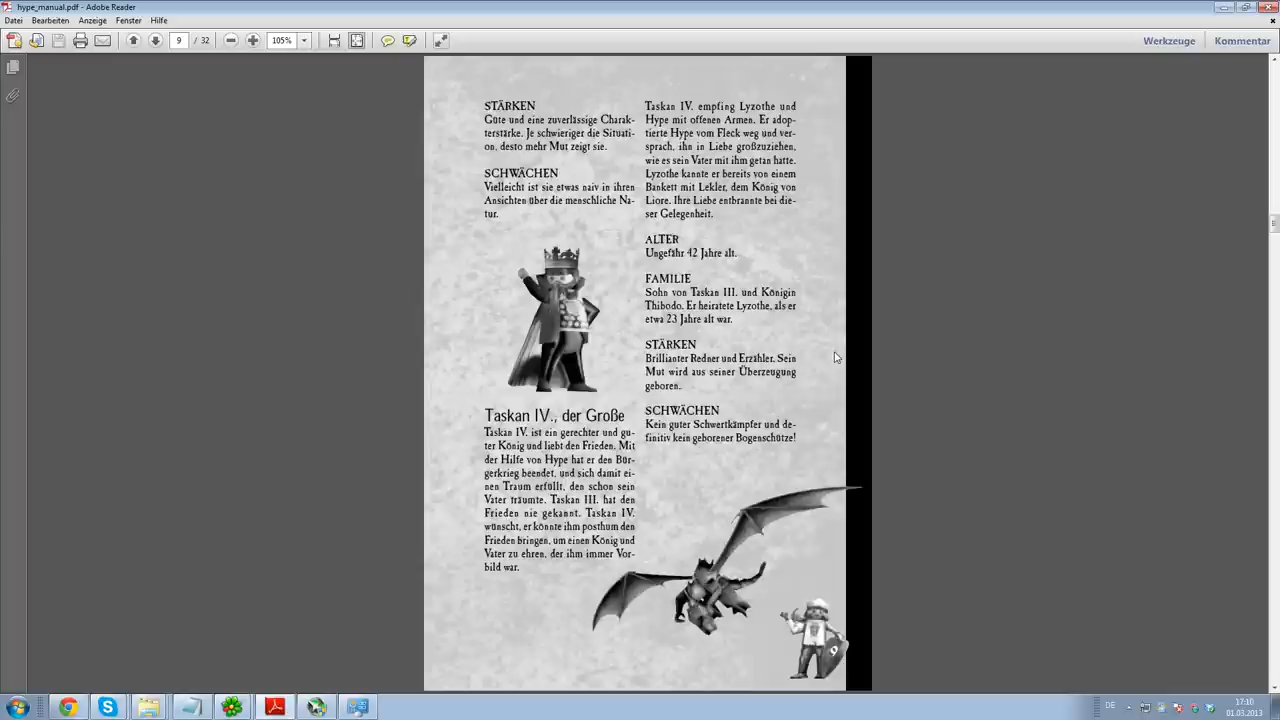 hype_manual.pdf - Adobe Reader
Datei Bearbeiten Anzeige Fenster Hilfe
9 / 32 105% Werkzeuge Kommentar
STÄRKEN
Güte und eine zuverlässige Charak-
terstärke. Je schwieriger die Situati-
on, desto mehr Mut zeigt sie.
SCHWÄCHEN
Vielleicht ist sie etwas naiv in ihren
Ansichten über die menschliche Na-
tur.
Taskan IV., der Große
Taskan IV. ist ein gerechter und gu-
ter König und liebt den Frieden. Mit
der Hilfe von Hype hat er den Bür-
gerkrieg beendet, und sich damit ei-
nen Traum erfüllt, den schon sein
Vater träumte. Taskan III. hat den
Frieden nie gekannt. Taskan IV.
wünscht, er könnte ihm posthum den
Frieden bringen, um einen König und
Vater zu ehren, der ihm immer Vor-
bild war.
Taskan IV. empfing Lyzothe und
Hype mit offenen Armen. Er adop-
tierte Hype vom Fleck weg und ver-
sprach, ihn in Liebe großzuziehen,
wie es sein Vater mit ihm getan hatte.
Lyzothe kannte er bereits von einem
Bankett mit Lekler, dem König von
Liore. Ihre Liebe entbrannte bei die-
ser Gelegenheit.
ALTER
Ungefähr 42 Jahre alt.
FAMILIE
Sohn von Taskan III. und Königin
Thibodo. Er heiratete Lyzothe, als er
etwa 23 Jahre alt war.
STÄRKEN
Brillianter Redner und Erzähler. Sein
Mut wird aus seiner Überzeugung
geboren..
SCHWÄCHEN
Kein guter Schwertkämpfer und de-
finitiv kein geborener Bogenschütze!
9
DE 17:10
01.03.2013